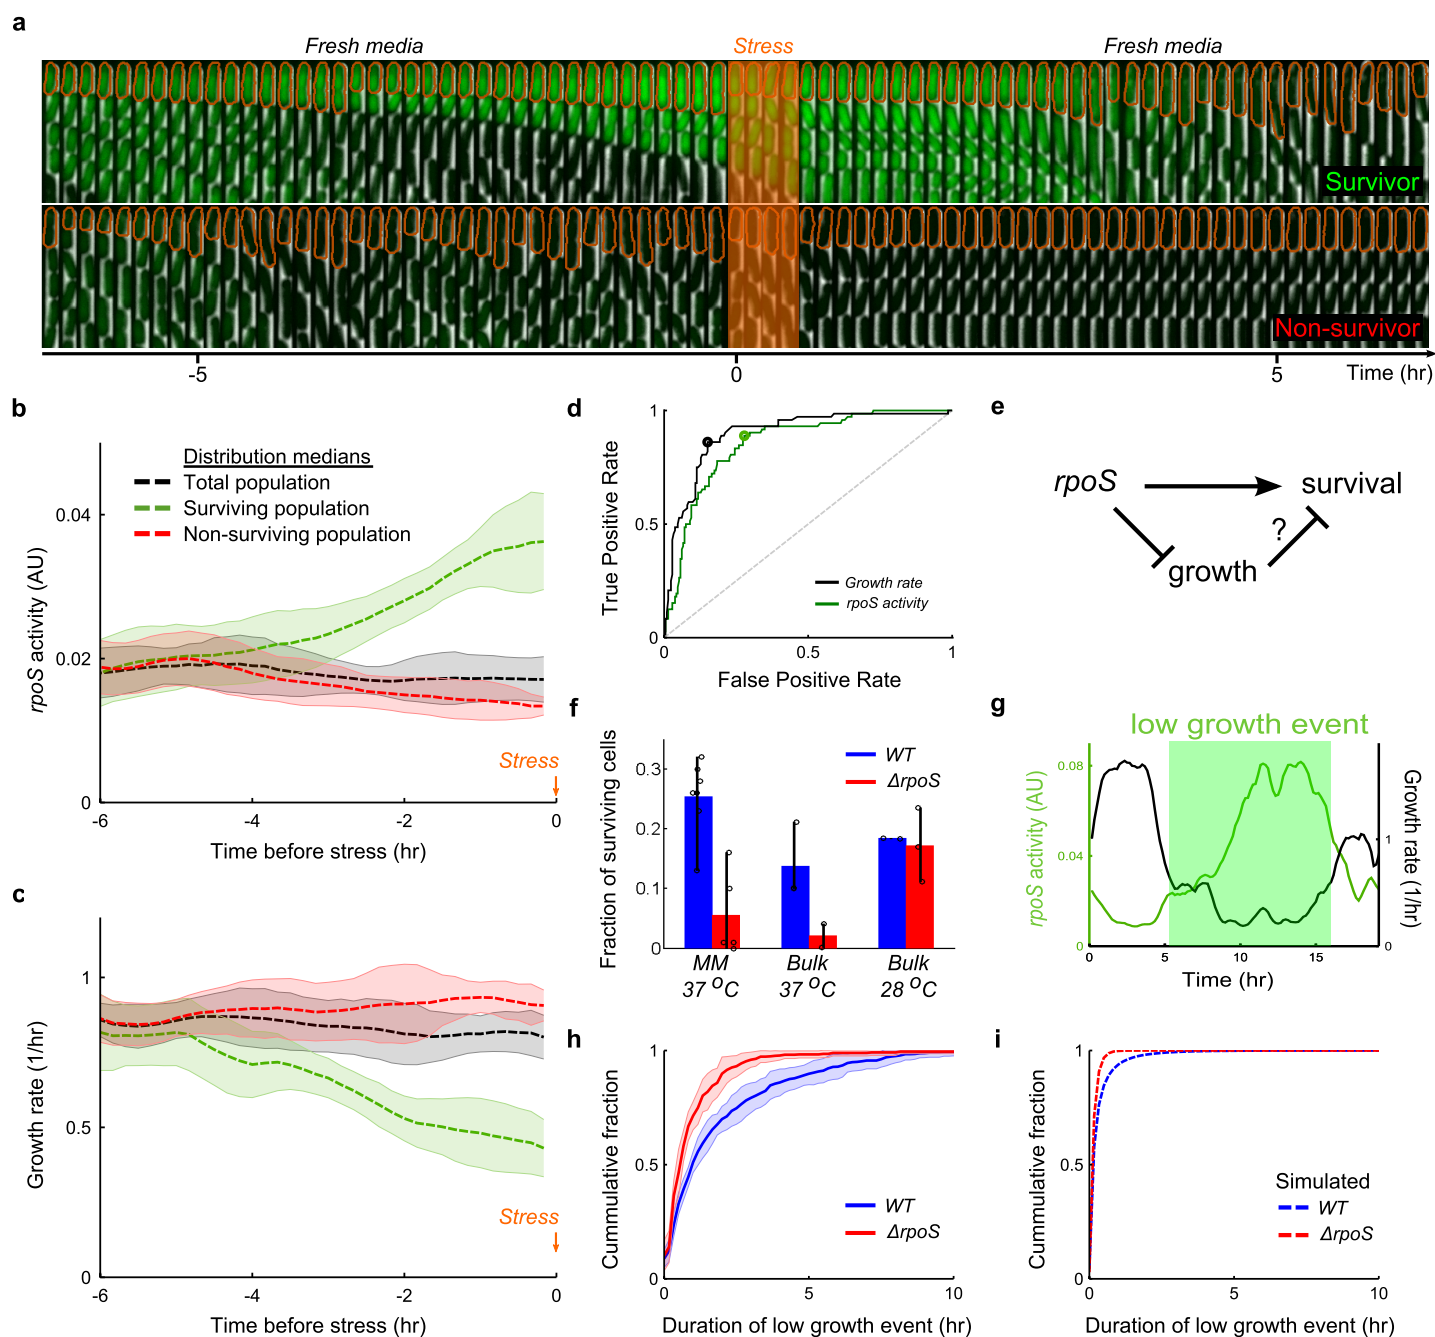 a
Fresh media
Stress
Fresh media
Survivor
Non-survivor
-5
0
5
Time (hr)
b
Distribution medians
Total population
Surviving population
Non-surviving population
0.04
0.02
0
rpoS activity (AU)
Stress
-6
-4
-2
0
Time before stress (hr)
c
1
0.5
0
Growth rate (1/hr)
Stress
-6
-4
-2
0
Time before stress (hr)
d
1
0.5
0
True Positive Rate
Growth rate
rpoS activity
0
0.5
1
False Positive Rate
e
rpoS
survival
?
growth
f
Fraction of surviving cells
0.3
0.2
0.1
0
WT
ΔrpoS
MM
37 °C
Bulk
37 °C
Bulk
28 °C
g
low growth event
rpoS activity (AU)
0.08
0.04
0
Growth rate (1/hr)
1
0
0
5
10
15
Time (hr)
h
Cummulative fraction
1
0.5
0
WT
ΔrpoS
0
5
10
Duration of low growth event (hr)
i
Cummulative fraction
1
0.5
0
Simulated
WT
ΔrpoS
0
5
10
Duration of low growth event (hr)